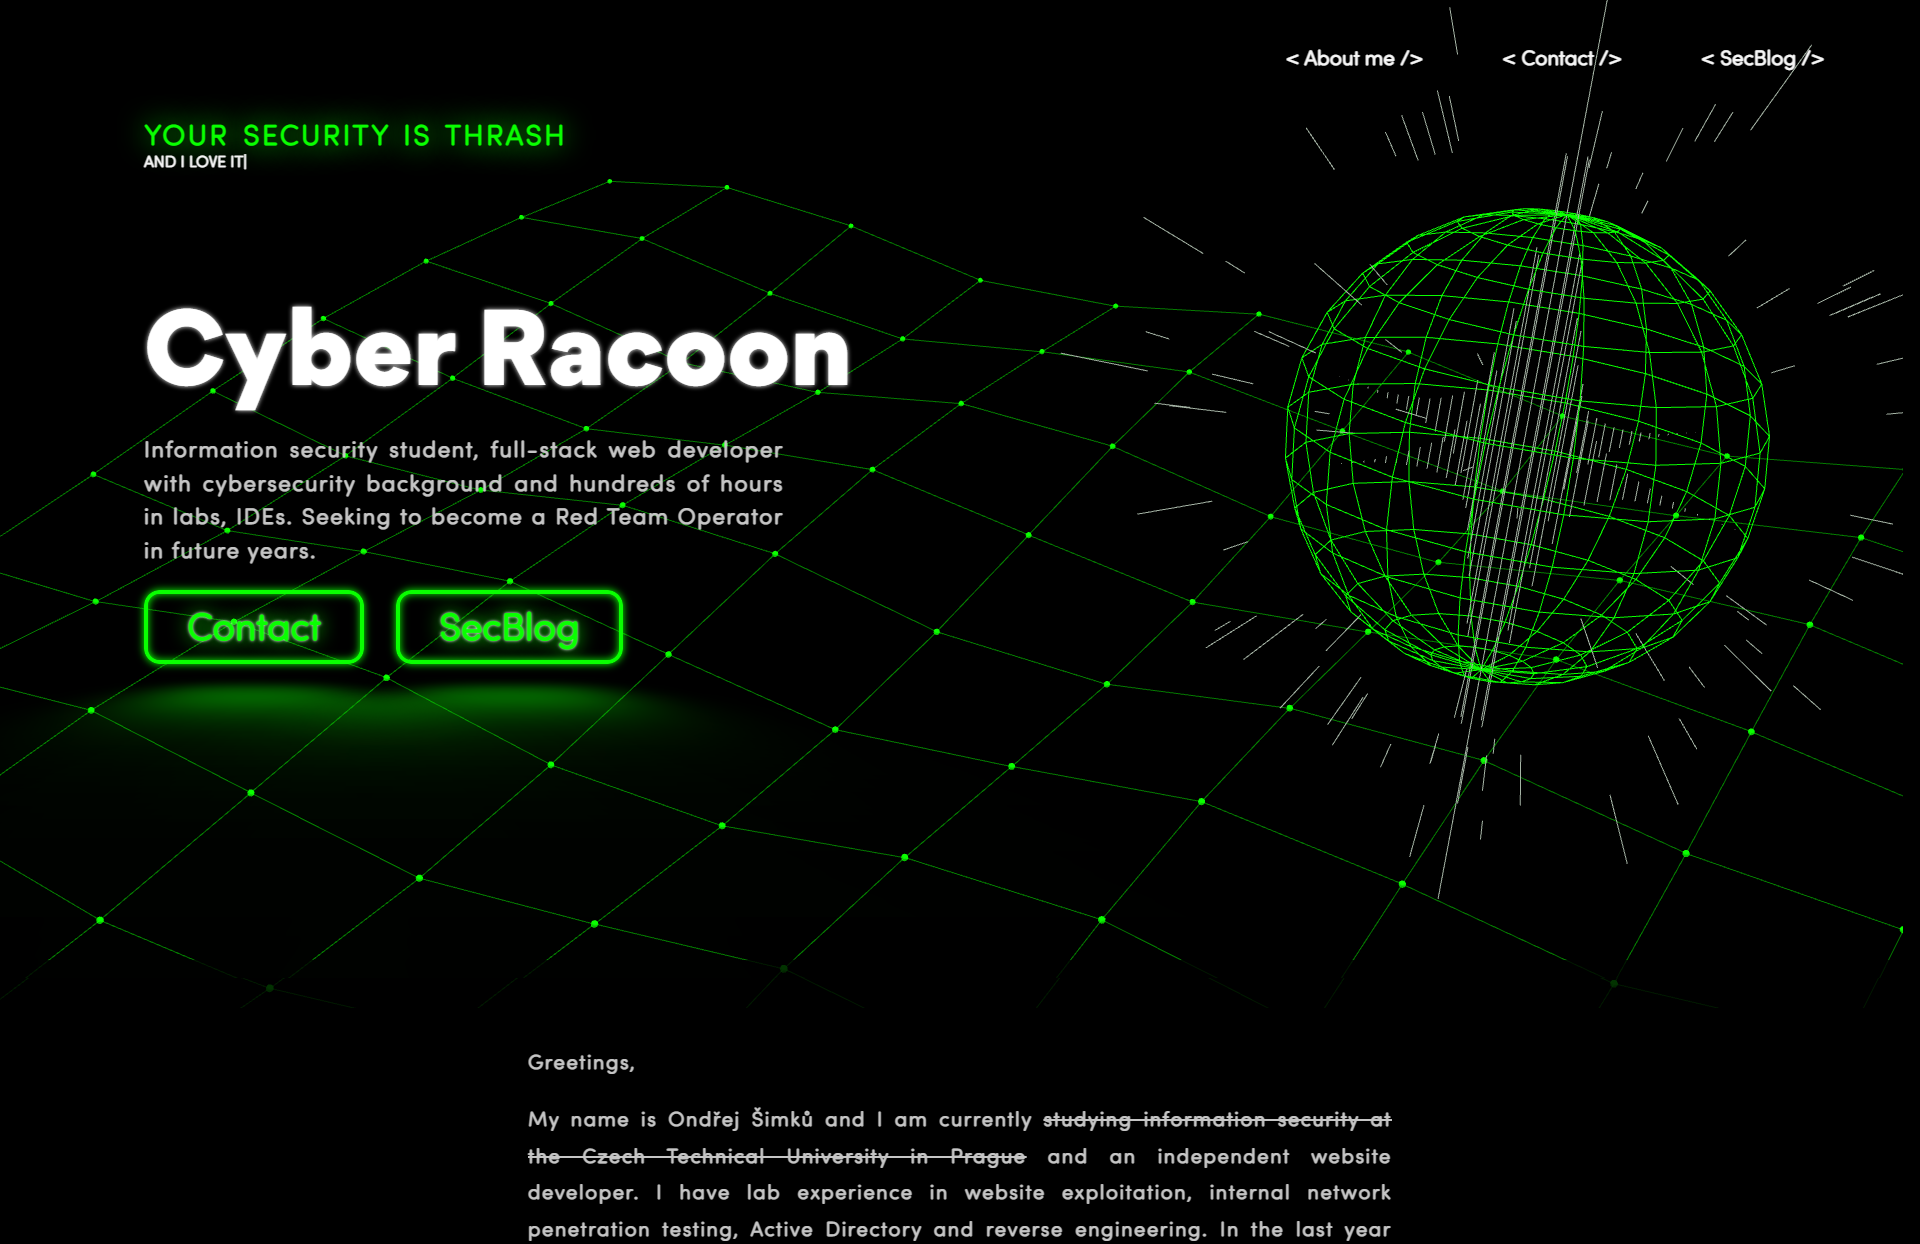 < About me /> < Contact /> < SecBlog />
YOUR SECURITY IS THRASH
AND I LOVE IT|
Cyber Racoon
Information security student, full-stack web developer
with cybersecurity background and hundreds of hours
in labs, IDEs. Seeking to become a Red Team Operator
in future years.
Contact SecBlog
Greetings,
My name is Ondřej Šimků and I am currently studying information security at
the Czech Technical University in Prague and an independent website
developer. I have lab experience in website exploitation, internal network
penetration testing, Active Directory and reverse engineering. In the last year